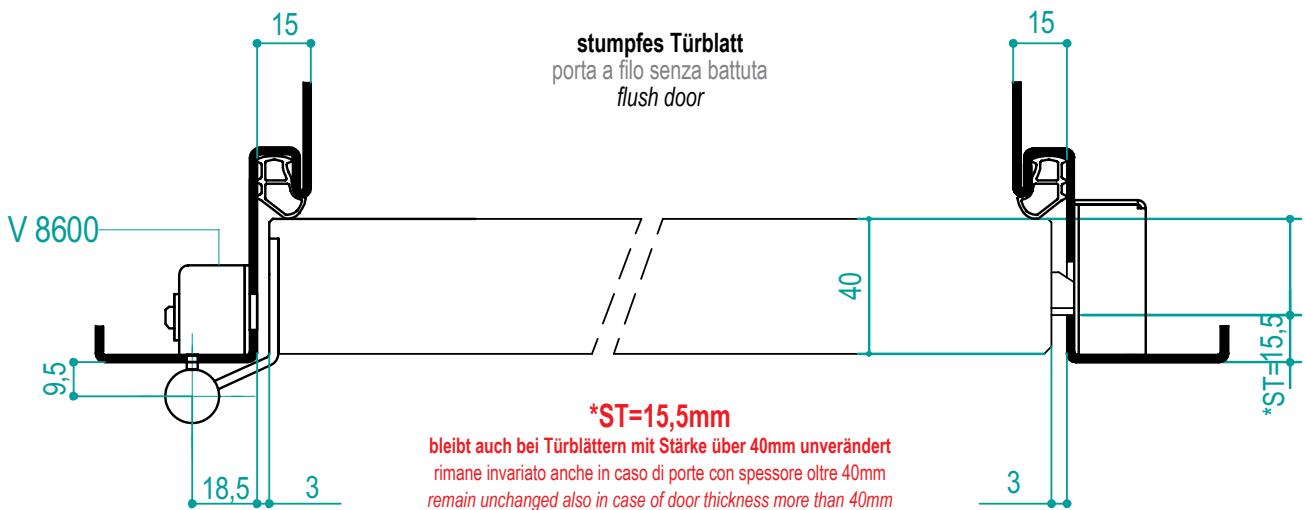 15
stumpfes Türblatt
porta a filo senza battuta
flush door
15
V 8600
40
9,5
*ST=15,5
*ST=15,5mm
bleibt auch bei Türblättern mit Stärke über 40mm unverändert
rimane invariato anche in caso di porte con spessore oltre 40mm
remain unchanged also in case of door thickness more than 40mm
18,5
3
3